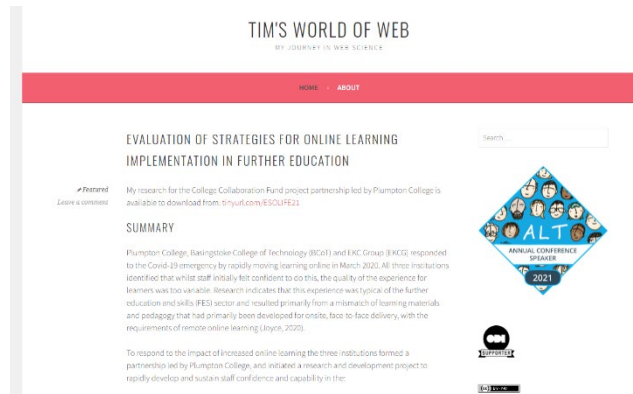 TIM'S WORLD OF WEB
MY JOURNEY IN WEB SCIENCE
HOME · ABOUT
EVALUATION OF STRATEGIES FOR ONLINE LEARNING
IMPLEMENTATION IN FURTHER EDUCATION
Featured
Leave a comment
My research for the College Collaboration Fund project partnership led by Plumpton College is
available to download from: tinyurl.com/ESOLIFE21
SUMMARY
Plumpton College, Basingstoke College of Technology (BCoT) and EKC Group (EKCG) responded
to the Covid-19 emergency by rapidly moving learning online in March 2020. All three institutions
identified that whilst staff initially felt confident to do this, the quality of the experience for
learners was too variable. Research indicates that this experience was typical of the further
education and skills (FES) sector and resulted primarily from a mismatch of learning materials
and pedagogy that had primarily been developed for onsite, face-to-face delivery, with the
requirements of remote online learning (Joyce, 2020).
To respond to the impact of increased online learning the three institutions formed a
partnership led by Plumpton College, and initiated a research and development project to
rapidly develop and sustain staff confidence and capability in the:
Search …
ALT
ANNUAL CONFERENCE
SPEAKER
2021
ODI
SUPPORTER